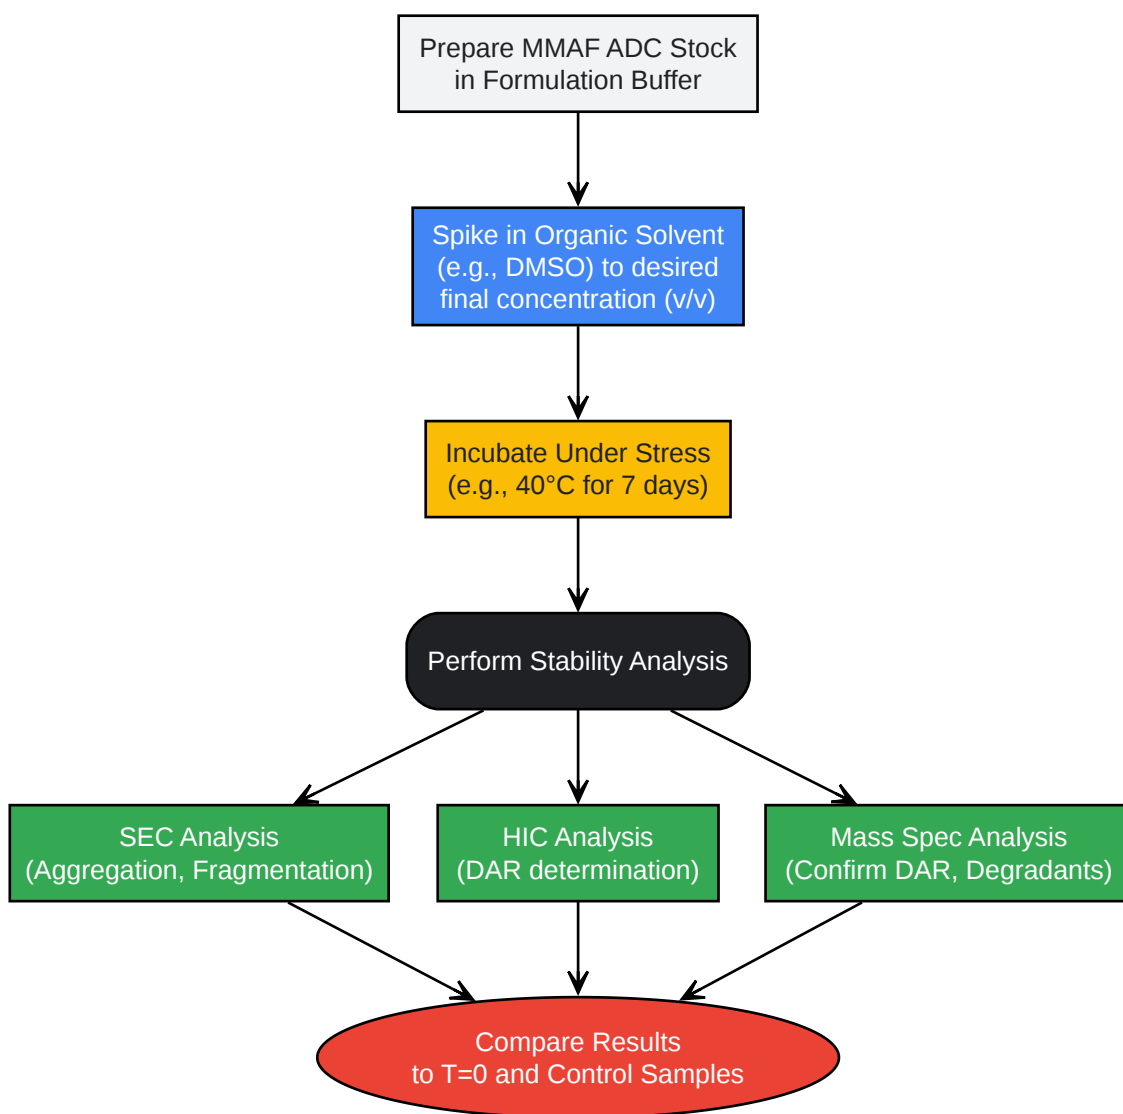 Prepare MMAF ADC Stock
in Formulation Buffer
Spike in Organic Solvent
(e.g., DMSO) to desired
final concentration (v/v)
Incubate Under Stress
(e.g., 40°C for 7 days)
Perform Stability Analysis
SEC Analysis
(Aggregation, Fragmentation)
HIC Analysis
(DAR determination)
Mass Spec Analysis
(Confirm DAR, Degradants)
Compare Results
to T=0 and Control Samples